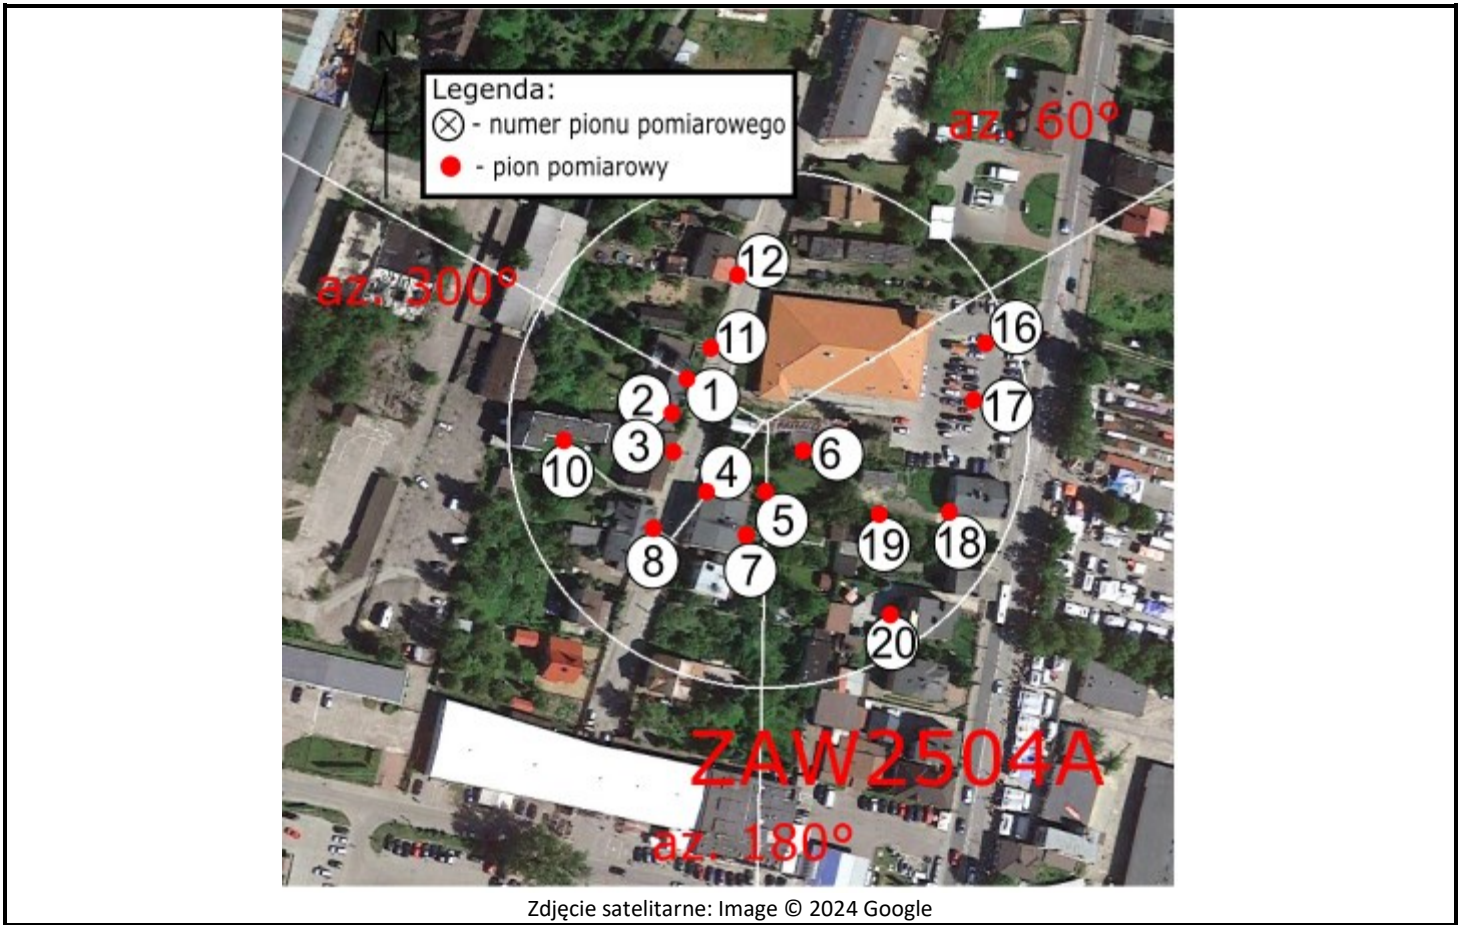 N
Legenda:
- numer pionu pomiarowego
- pion pomiarowy
az. 60°
az. 300°
12
11
16
1
2
17
3
6
10
4
5
19
18
8
7
20
ZAW2504A
az. 180°
Zdjęcie satelitarne: Image © 2024 Google